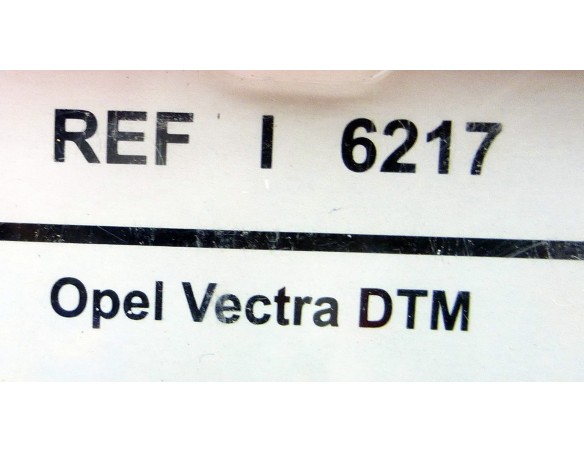 REF I 6217
Opel Vectra DTM